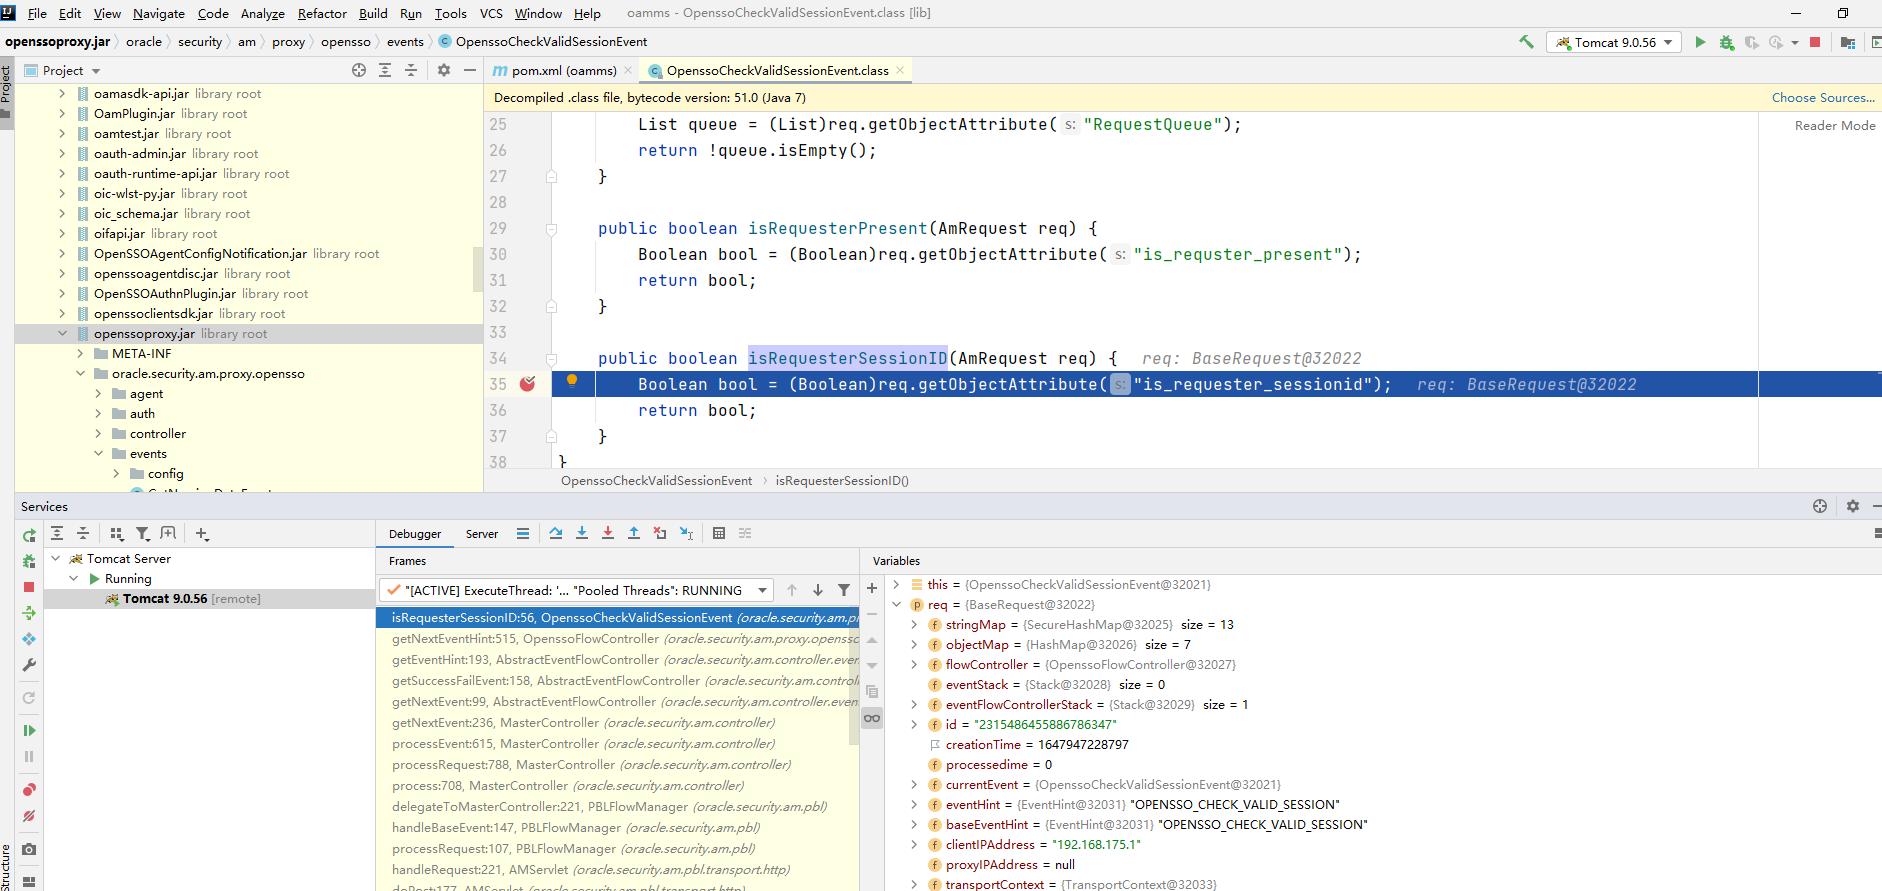 File Edit View Navigate Code Analyze Refactor Build Run Tools VCS Window Help oamms - OpenssoCheckValidSessionEvent.class [lib]
openssoproxy.jar oracle security am proxy opensso events OpenssoCheckValidSessionEvent Tomcat 9.0.56
Project
Project
oamasdk-api.jar library root
OamPlugin.jar library root
oamtest.jar library root
oauth-admin.jar library root
oauth-runtime-api.jar library root
oic-wlst-py.jar library root
oic_schema.jar library root
oifapi.jar library root
OpenSSOAgentConfigNotification.jar library root
openssoagentdisc.jar library root
OpenSSOAuthnPlugin.jar library root
openssoclientsdk.jar library root
openssoproxy.jar library root
META-INF
oracle.security.am.proxy.opensso
agent
auth
controller
events
config
pom.xml (oamms) OpenssoCheckValidSessionEvent.class
Decompiled .class file, bytecode version: 51.0 (Java 7) Choose Sources...
Reader Mode
25 List queue = (List)req.getObjectAttribute( s: "RequestQueue");
26 return !queue.isEmpty();
27 }
28
29 public boolean isRequesterPresent(AmRequest req) {
30 Boolean bool = (Boolean)req.getObjectAttribute( s: "is_requster_present");
31 return bool;
32 }
33
34 public boolean isRequesterSessionID(AmRequest req) { req: BaseRequest@32022
35 Boolean bool = (Boolean)req.getObjectAttribute( s: "is_requester_sessionid"); req: BaseRequest@32022
36 return bool;
37 }
38 }
OpenssoCheckValidSessionEvent isRequesterSessionID()
Services
Tomcat Server
Running
Tomcat 9.0.56 [remote]
Structure
Debugger Server
Frames
"[ACTIVE] ExecuteThread: '... "Pooled Threads": RUNNING
isRequesterSessionID:56, OpenssoCheckValidSessionEvent (oracle.security.am.pr
getNextEventHint:515, OpenssoFlowController (oracle.security.am.proxy.openssc
getEventHint:193, AbstractEventFlowController (oracle.security.am.controller.even
getSuccessFailEvent:158, AbstractEventFlowController (oracle.security.am.contro
getNextEvent:99, AbstractEventFlowController (oracle.security.am.controller.even
getNextEvent:236, MasterController (oracle.security.am.controller)
processEvent:615, MasterController (oracle.security.am.controller)
processRequest:788, MasterController (oracle.security.am.controller)
process:708, MasterController (oracle.security.am.controller)
delegateToMasterController:221, PBLFlowManager (oracle.security.am.pbl)
handleBaseEvent:147, PBLFlowManager (oracle.security.am.pbl)
processRequest:107, PBLFlowManager (oracle.security.am.pbl)
handleRequest:221, AMServlet (oracle.security.am.pbl.transport.http)
doPost:177, AMServlet (oracle.security.am.pbl.transport.http)
Variables
this = {OpenssoCheckValidSessionEvent@32021}
req = {BaseRequest@32022}
stringMap = {SecureHashMap@32025} size = 13
objectMap = {HashMap@32026} size = 7
flowController = {OpenssoFlowController@32027}
eventStack = {Stack@32028} size = 0
eventFlowControllerStack = {Stack@32029} size = 1
id = "2315486455886786347"
creationTime = 1647947228797
processedime = 0
currentEvent = {OpenssoCheckValidSessionEvent@32021}
eventHint = {EventHint@32031} "OPENSSO_CHECK_VALID_SESSION"
baseEventHint = {EventHint@32031} "OPENSSO_CHECK_VALID_SESSION"
clientIPAddress = "192.168.175.1"
proxyIPAddress = null
transportContext = {TransportContext@32033}